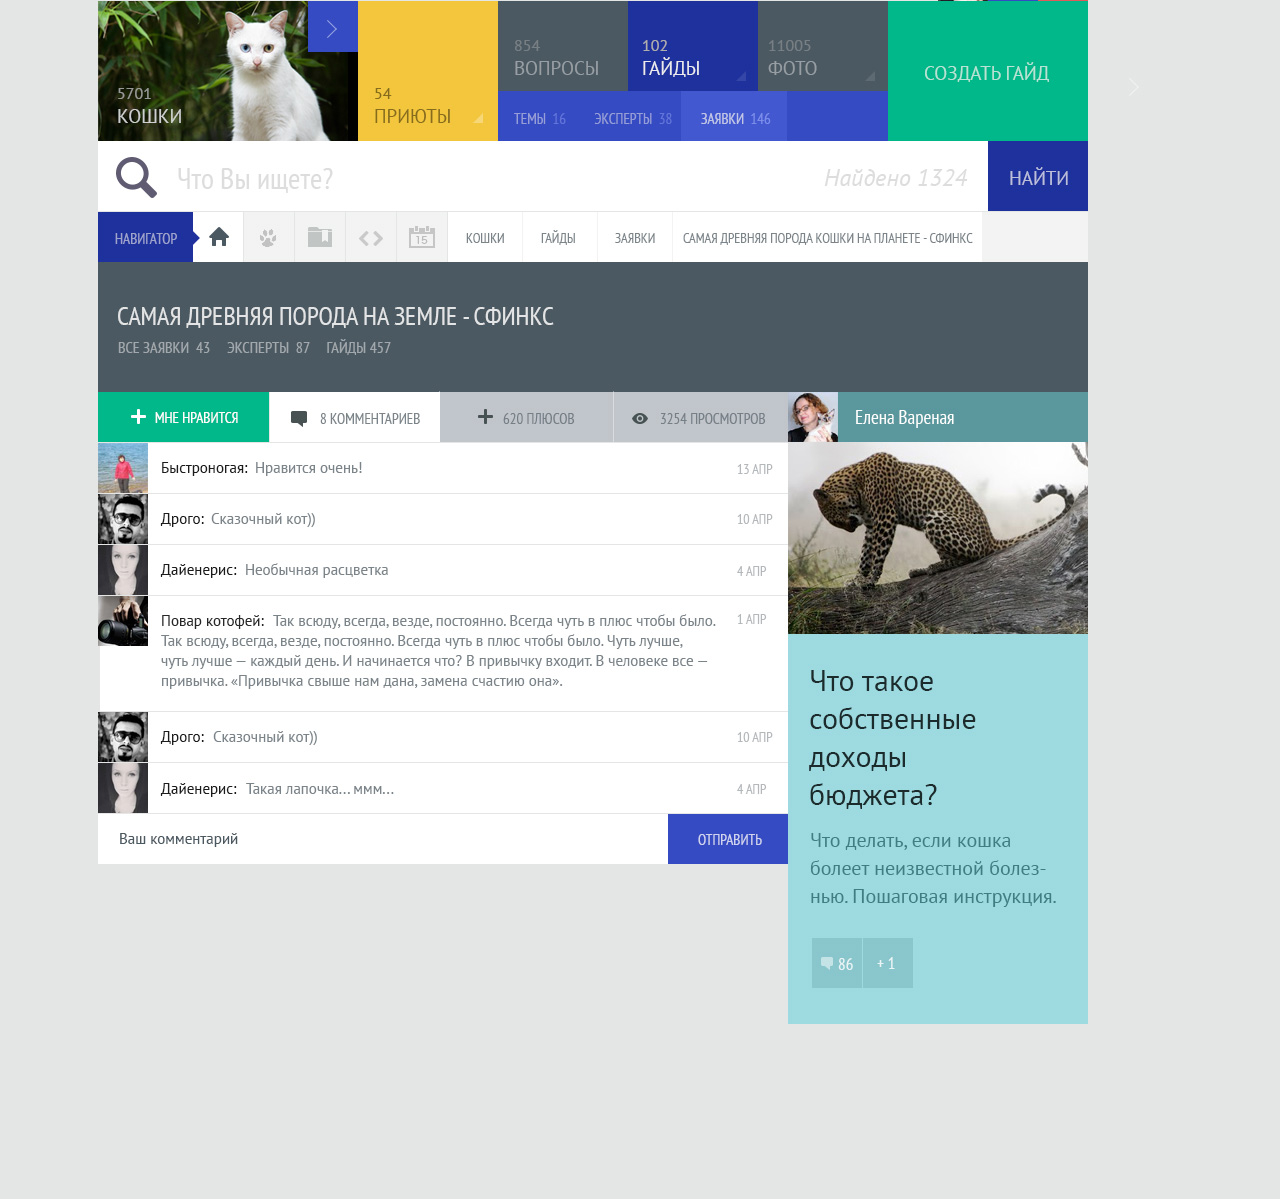 5701
КОШКИ
54
ПРИЮТЫ
854
ВОПРОСЫ
102
ГАЙДЫ
11005
ФОТО
ТЕМЫ 16
ЭКСПЕРТЫ 38
ЗАЯВКИ 146
СОЗДАТЬ ГАЙД
Что Вы ищете?
Найдено 1324
НАЙТИ
НАВИГАТОР
15
КОШКИ
ГАЙДЫ
ЗАЯВКИ
САМАЯ ДРЕВНЯЯ ПОРОДА КОШКИ НА ПЛАНЕТЕ - СФИНКС
САМАЯ ДРЕВНЯЯ ПОРОДА НА ЗЕМЛЕ - СФИНКС
ВСЕ ЗАЯВКИ 43 ЭКСПЕРТЫ 87 ГАЙДЫ 457
МНЕ НРАВИТСЯ
8 КОММЕНТАРИЕВ
620 ПЛЮСОВ
3254 ПРОСМОТРОВ
Елена Вареная
Быстроногая: Нравится очень!
13 АПР
Дрого: Сказочный кот))
10 АПР
Дайенерис: Необычная расцветка
4 АПР
Повар котофей: Так всюду, всегда, везде, постоянно. Всегда чуть в плюс чтобы было.
1 АПР
Так всюду, всегда, везде, постоянно. Всегда чуть в плюс чтобы было. Чуть лучше,
чуть лучше — каждый день. И начинается что? В привычку входит. В человеке все —
привычка. «Привычка свыше нам дана, замена счастию она».
Дрого: Сказочный кот))
10 АПР
Дайенерис: Такая лапочка... ммм...
4 АПР
Ваш комментарий
ОТПРАВИТЬ
Что такое
собственные
доходы
бюджета?
Что делать, если кошка
болеет неизвестной болез-
нью. Пошаговая инструкция.
86
+ 1